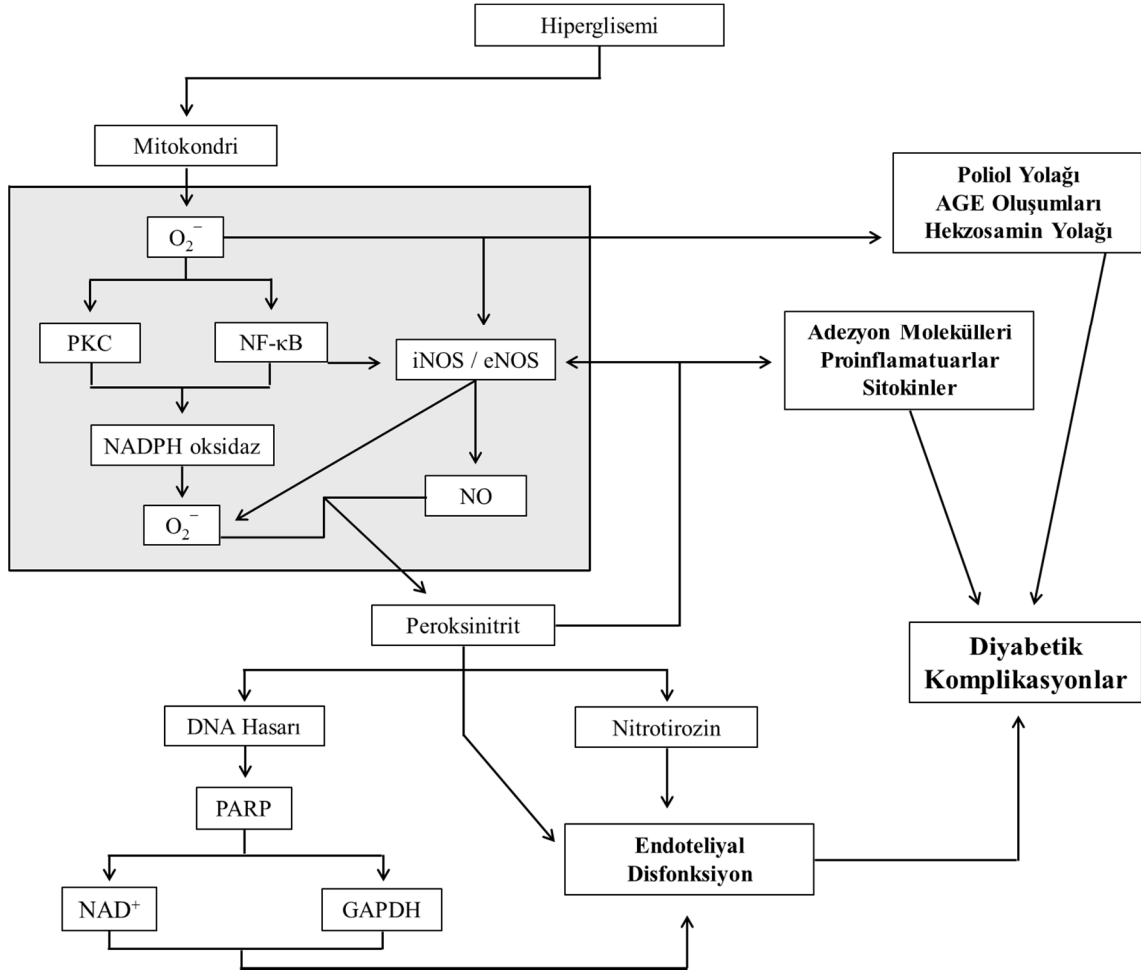 Hiperglisemi
Mitokondri
Poliol Yolağı
AGE Oluşumları
Hekzosamin Yolağı
O₂⁻
PKC
NF-κB
iNOS / eNOS
Adezyon Molekülleri
Proinflamatuarlar
Sitokinler
NADPH oksidaz
NO
O₂⁻
Peroksinitrit
Diyabetik
Komplikasyonlar
DNA Hasarı
Nitrotirozin
PARP
Endoteliyal
Disfonksiyon
NAD⁺
GAPDH